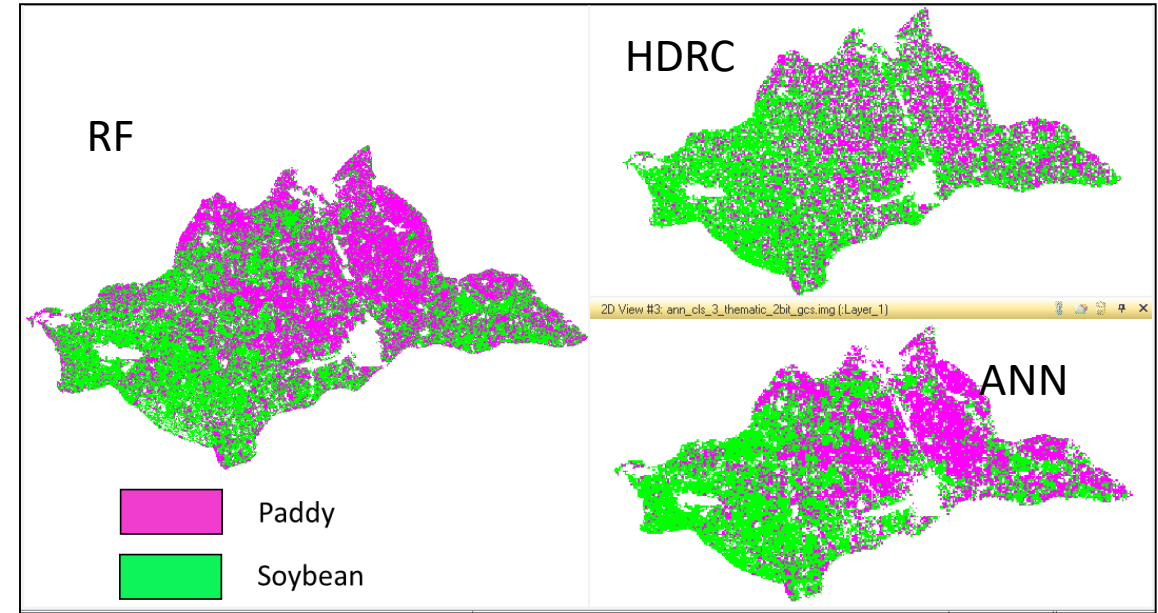 RF
HDRC
2D View #3: ann_cls_3_thematic_2bit_gcs.img (:Layer_1)
ANN
Paddy
Soybean